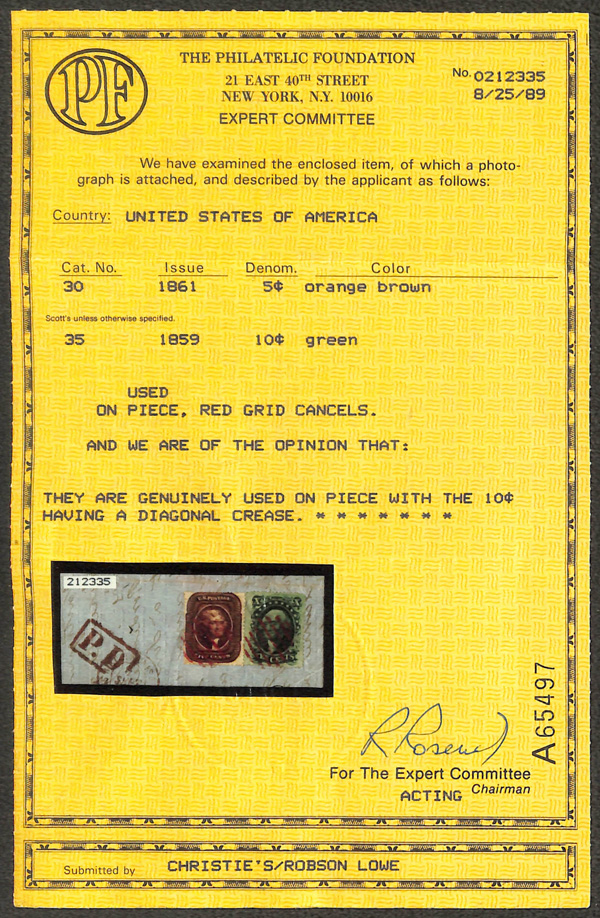 PF
THE PHILATELIC FOUNDATION
21 EAST 40TH STREET
NEW YORK, N.Y. 10016
EXPERT COMMITTEE
No. 0212335
8/25/89
We have examined the enclosed item, of which a photo-
graph is attached, and described by the applicant as follows:
Country: UNITED STATES OF AMERICA
Cat. No. Issue Denom. Color
30 1861 5¢ orange brown
Scott's unless otherwise specified.
35 1859 10¢ green
USED
ON PIECE, RED GRID CANCELS.
AND WE ARE OF THE OPINION THAT:
THEY ARE GENUINELY USED ON PIECE WITH THE 10¢
HAVING A DIAGONAL CREASE. * * * * * * *
212335
P.D
A65497
For The Expert Committee
ACTING Chairman
Submitted by CHRISTIE'S/ROBSON LOWE